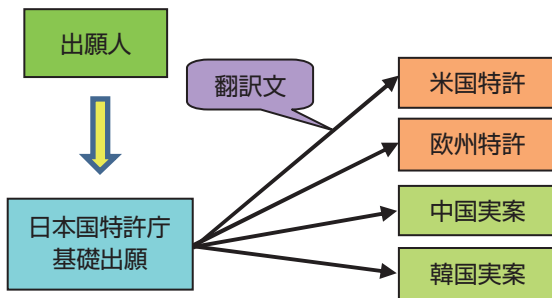 出願人
翻訳文
米国特許
欧州特許
日本国特許庁
基礎出願
中国実案
韓国実案